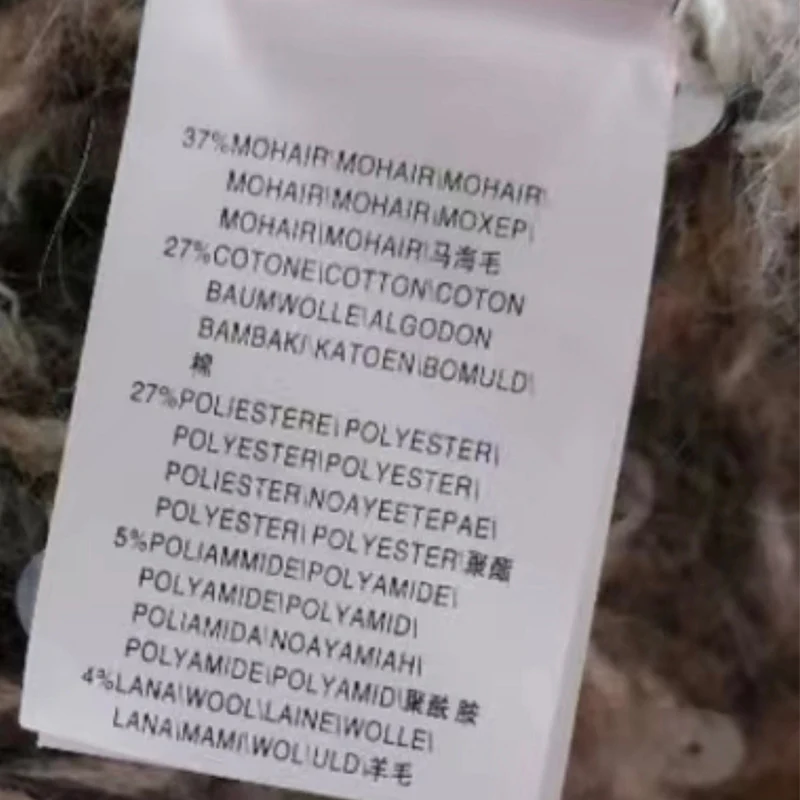 37%MOHAIR\MOHAIR\MOHAIR\
MOHAIR\MOHAIR\MOXEP\
MOHAIR\MOHAIR\马海毛
27%COTONE\COTTON\COTON
BAUMWOLLE\ALGODON
BAMBAKI\KATOEN\BOMULD\
棉
27%POLIESTERE\POLYESTER\
POLYESTER\POLYESTER\
POLIESTER\NOAYEETEPAE\
POLYESTER\POLYESTER\聚酯
5%POLIAMMIDE\POLYAMIDE\
POLYAMIDE\POLYAMID\
POLIAMIDA\NOAYAMIAH\
POLYAMIDE\POLYAMID\聚酰胺
4%LANA\WOOL\LAINE\WOLLE\
LANA\MAMI\WOL\ULD\羊毛